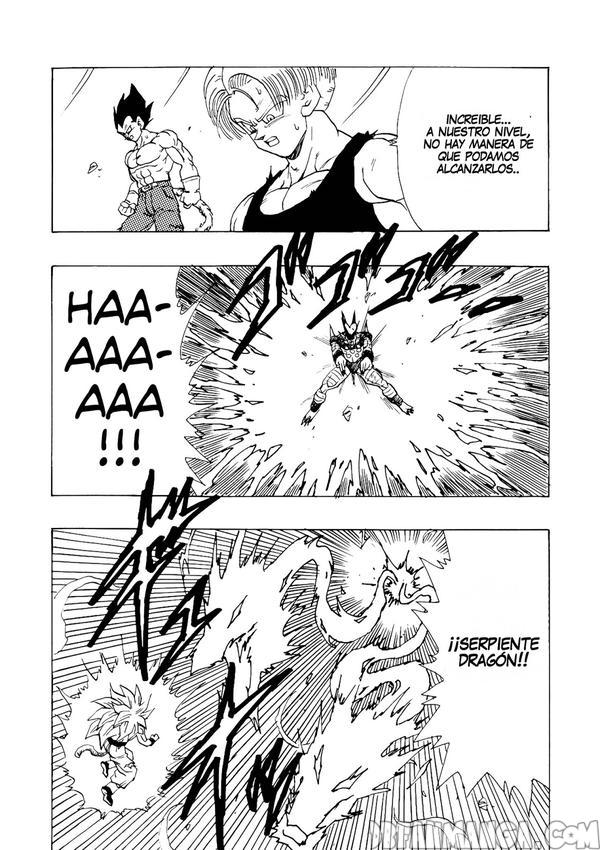 INCREIBLE...
A NUESTRO NIVEL,
NO HAY MANERA DE
QUE PODAMOS
ALCANZARLOS..
HAA-
AAA-
AAA
!!!
¡¡SERPIENTE
DRAGÓN!!